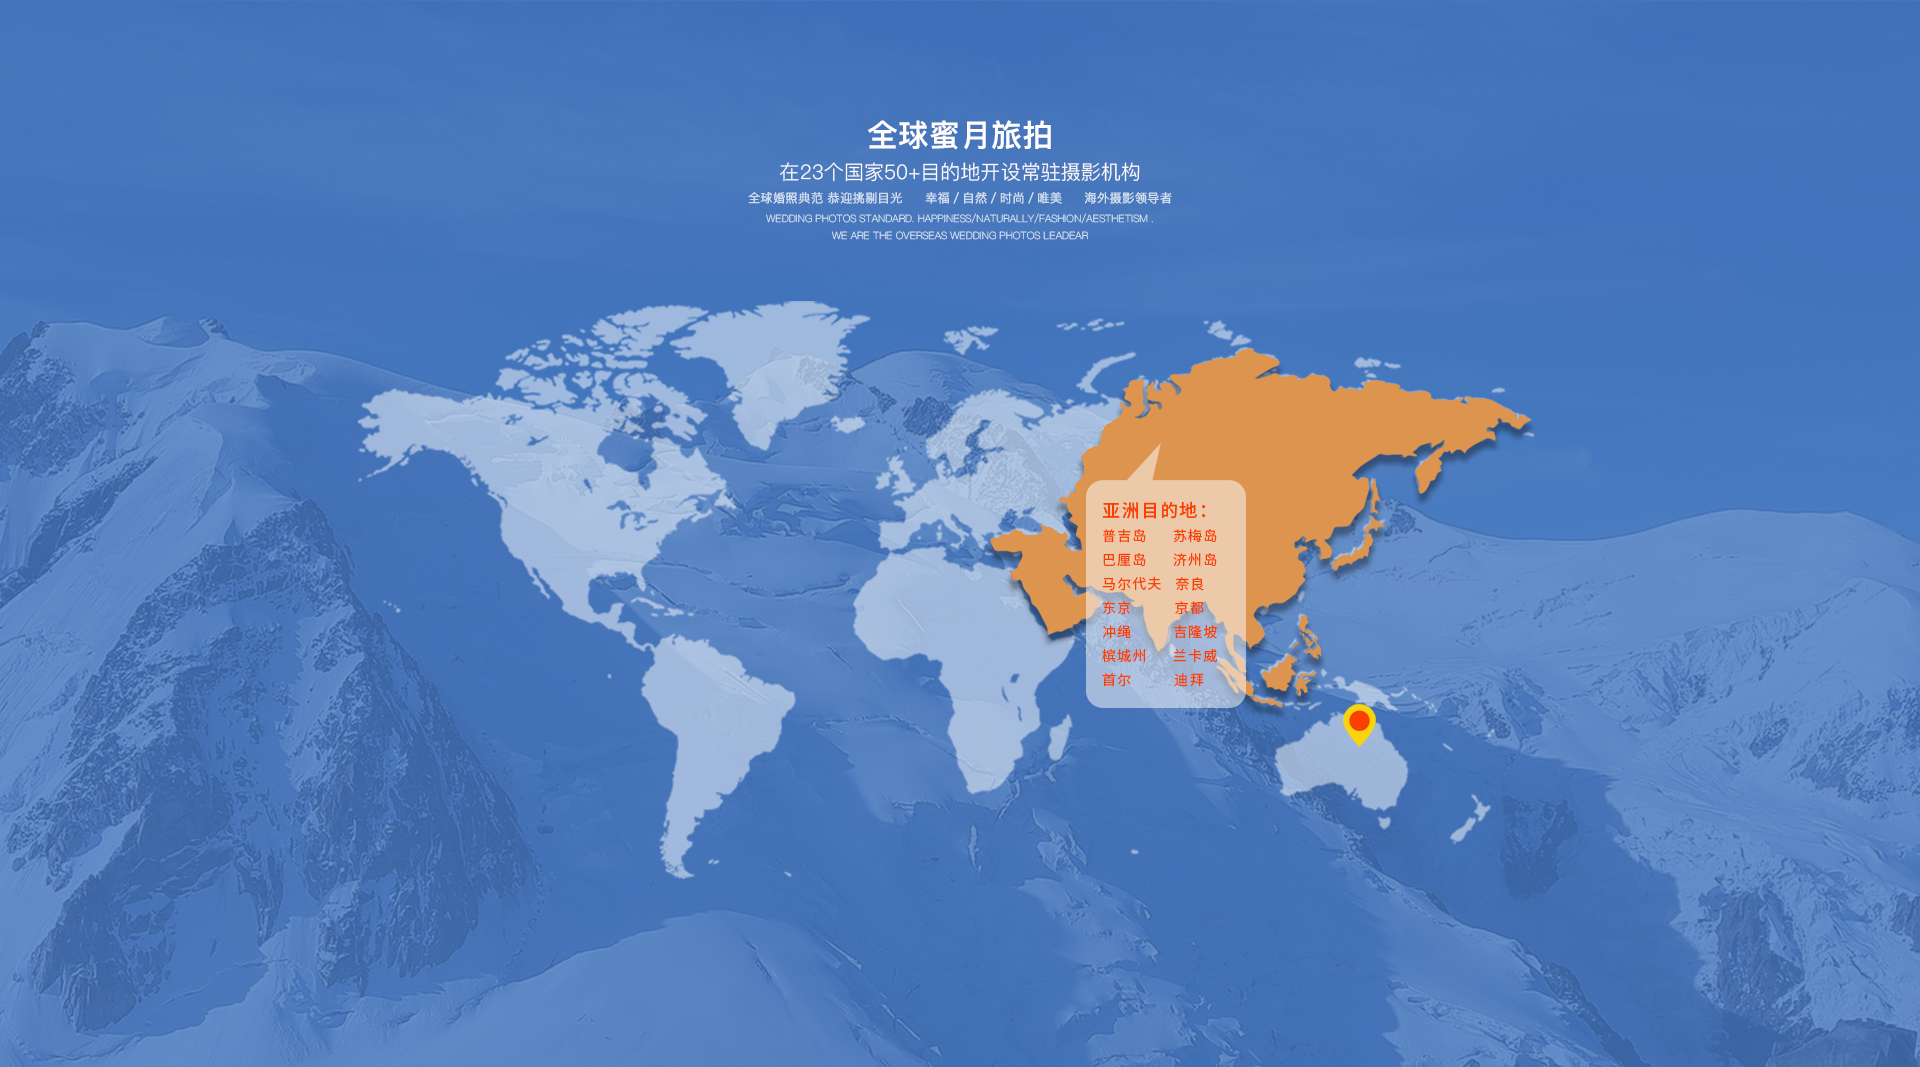 全球蜜月旅拍
在23个国家50+目的地开设常驻摄影机构
全球婚照典范 恭迎挑剔目光 幸福 / 自然 / 时尚 / 唯美 海外摄影领导者
WEDDING PHOTOS STANDARD. HAPPINESS/NATURALLY/FASHION/AESTHETISM .
WE ARE THE OVERSEAS WEDDING PHOTOS LEADEAR
亚洲目的地：
普吉岛 苏梅岛
巴厘岛 济州岛
马尔代夫 奈良
东京 京都
冲绳 吉隆坡
槟城州 兰卡威
首尔 迪拜